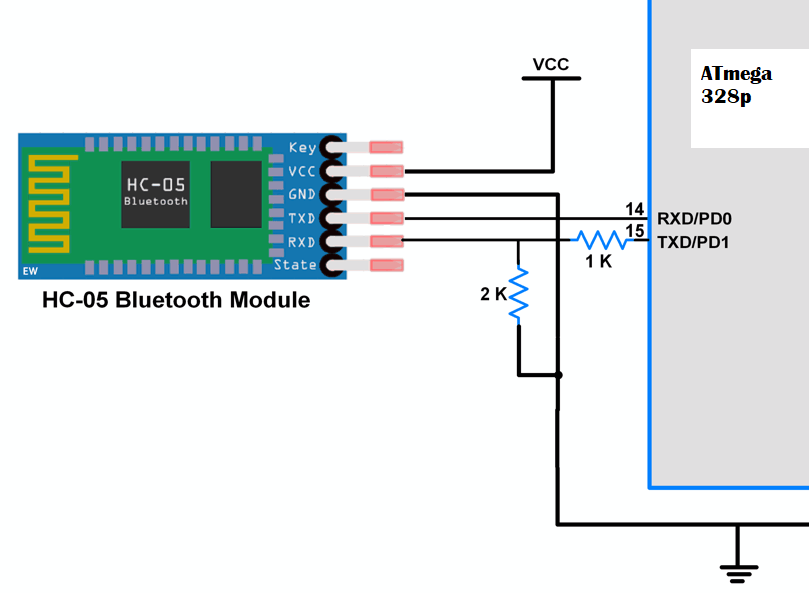 VCC
ATmega
328p
Key
VCC
GND
TXD
RXD
State
HC-05
Bluetooth
EW
HC-05 Bluetooth Module
14
RXD/PD0
15
TXD/PD1
1 K
2 K